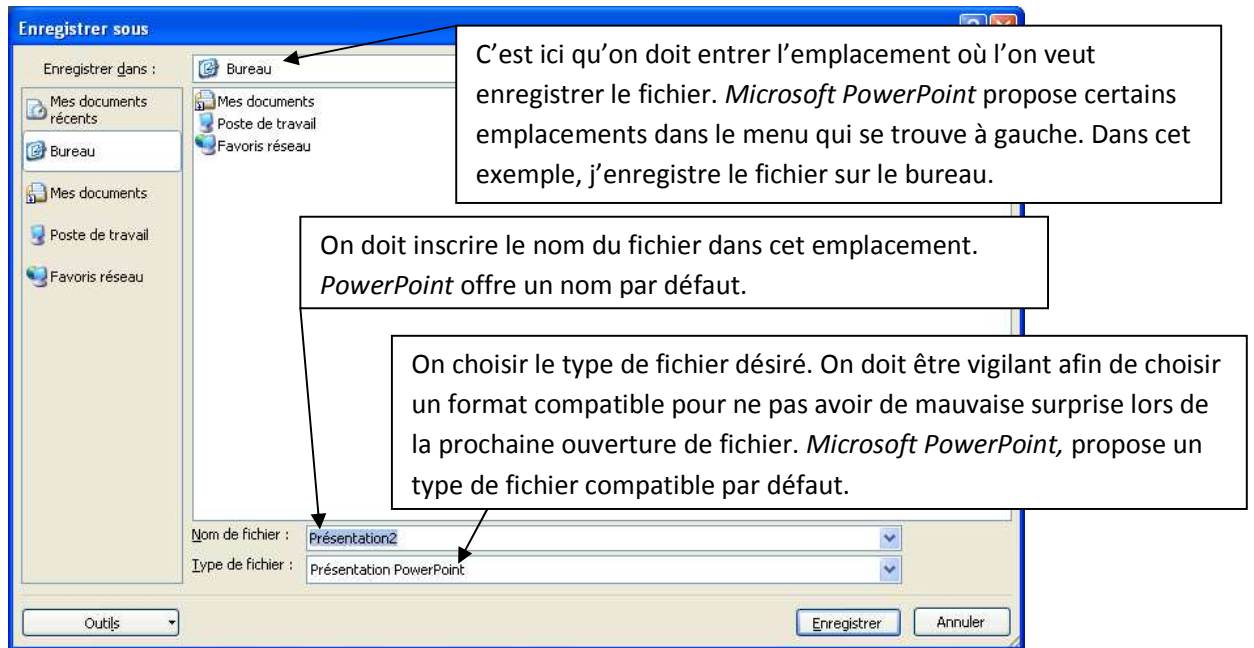 Enregistrer sous
Enregistrer dans :
Bureau
C’est ici qu’on doit entrer l’emplacement où l’on veut
enregistrer le fichier. Microsoft PowerPoint propose certains
emplacements dans le menu qui se trouve à gauche. Dans cet
exemple, j’enregistre le fichier sur le bureau.
Mes documents
récents
Bureau
Mes documents
Poste de travail
Favoris réseau
Mes documents
Poste de travail
Favoris réseau
On doit inscrire le nom du fichier dans cet emplacement.
PowerPoint offre un nom par défaut.
On choisir le type de fichier désiré. On doit être vigilant afin de choisir
un format compatible pour ne pas avoir de mauvaise surprise lors de
la prochaine ouverture de fichier. Microsoft PowerPoint, propose un
type de fichier compatible par défaut.
Nom de fichier :
Présentation2
Type de fichier :
Présentation PowerPoint
Outils
Enregistrer
Annuler